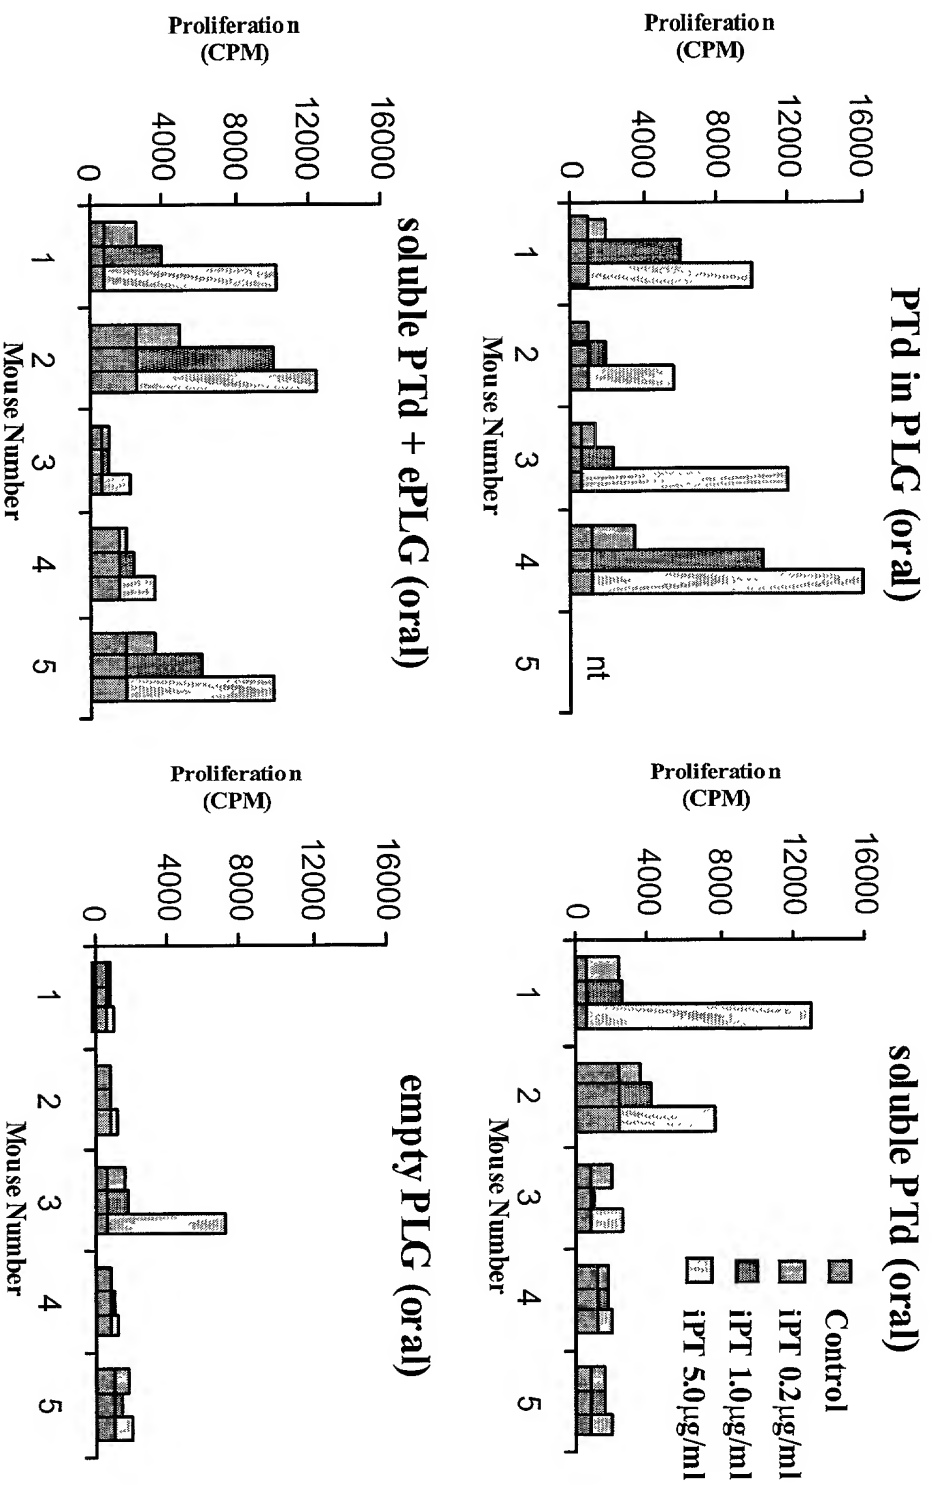 PTd in PLG (oral)
Proliferation
(CPM)
16000
12000
8000
4000
0
nt
1 2 3 4 5
Mouse Number
soluble PTd (oral)
Control
iPT 0.2µg/ml
iPT 1.0µg/ml
iPT 5.0µg/ml
Proliferation
(CPM)
16000
12000
8000
4000
0
1 2 3 4 5
Mouse Number
soluble PTd + ePLG (oral)
Proliferation
(CPM)
16000
12000
8000
4000
0
1 2 3 4 5
Mouse Number
empty PLG (oral)
Proliferation
(CPM)
16000
12000
8000
4000
0
1 2 3 4 5
Mouse Number